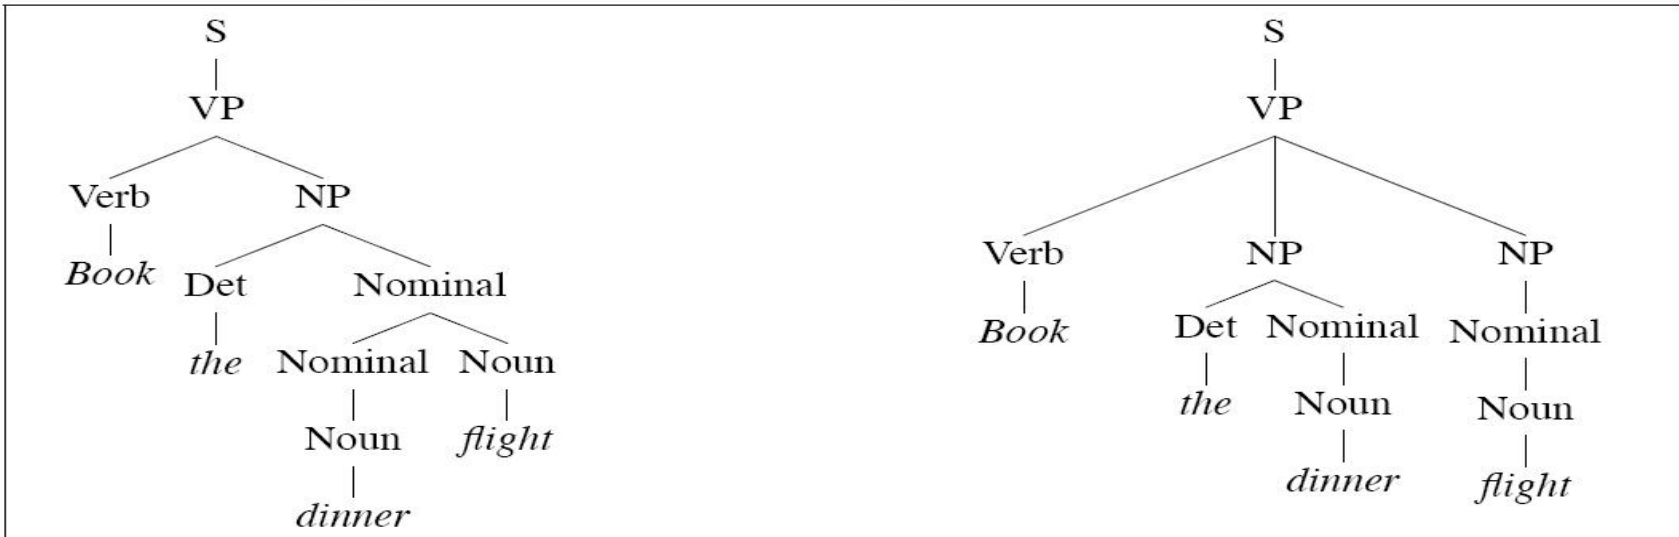 S
VP
Verb NP
Book Det Nominal
the Nominal Noun
Noun flight
dinner
S
VP
Verb NP NP
Book Det Nominal Nominal
the Noun Noun
dinner flight